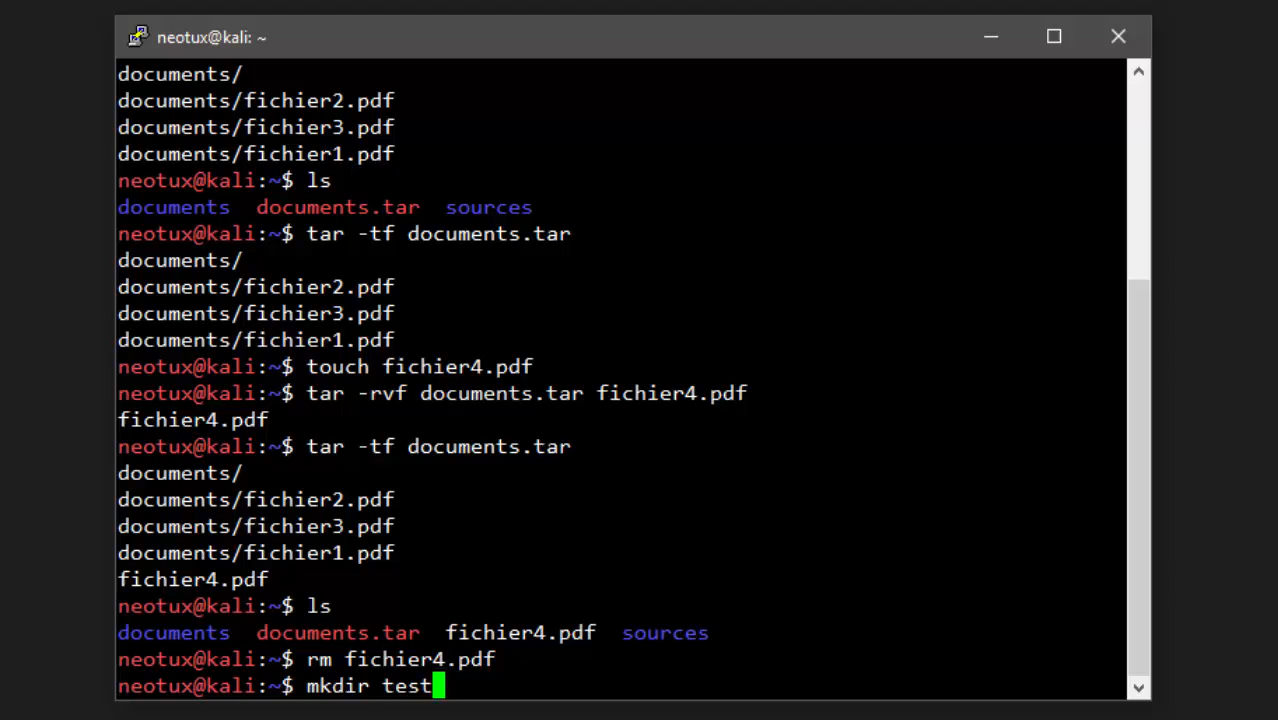 neotux@kali: ~
documents/
documents/fichier2.pdf
documents/fichier3.pdf
documents/fichier1.pdf
neotux@kali:~$ ls
documents  documents.tar  sources
neotux@kali:~$ tar -tf documents.tar
documents/
documents/fichier2.pdf
documents/fichier3.pdf
documents/fichier1.pdf
neotux@kali:~$ touch fichier4.pdf
neotux@kali:~$ tar -rvf documents.tar fichier4.pdf
fichier4.pdf
neotux@kali:~$ tar -tf documents.tar
documents/
documents/fichier2.pdf
documents/fichier3.pdf
documents/fichier1.pdf
fichier4.pdf
neotux@kali:~$ ls
documents  documents.tar  fichier4.pdf  sources
neotux@kali:~$ rm fichier4.pdf
neotux@kali:~$ mkdir test